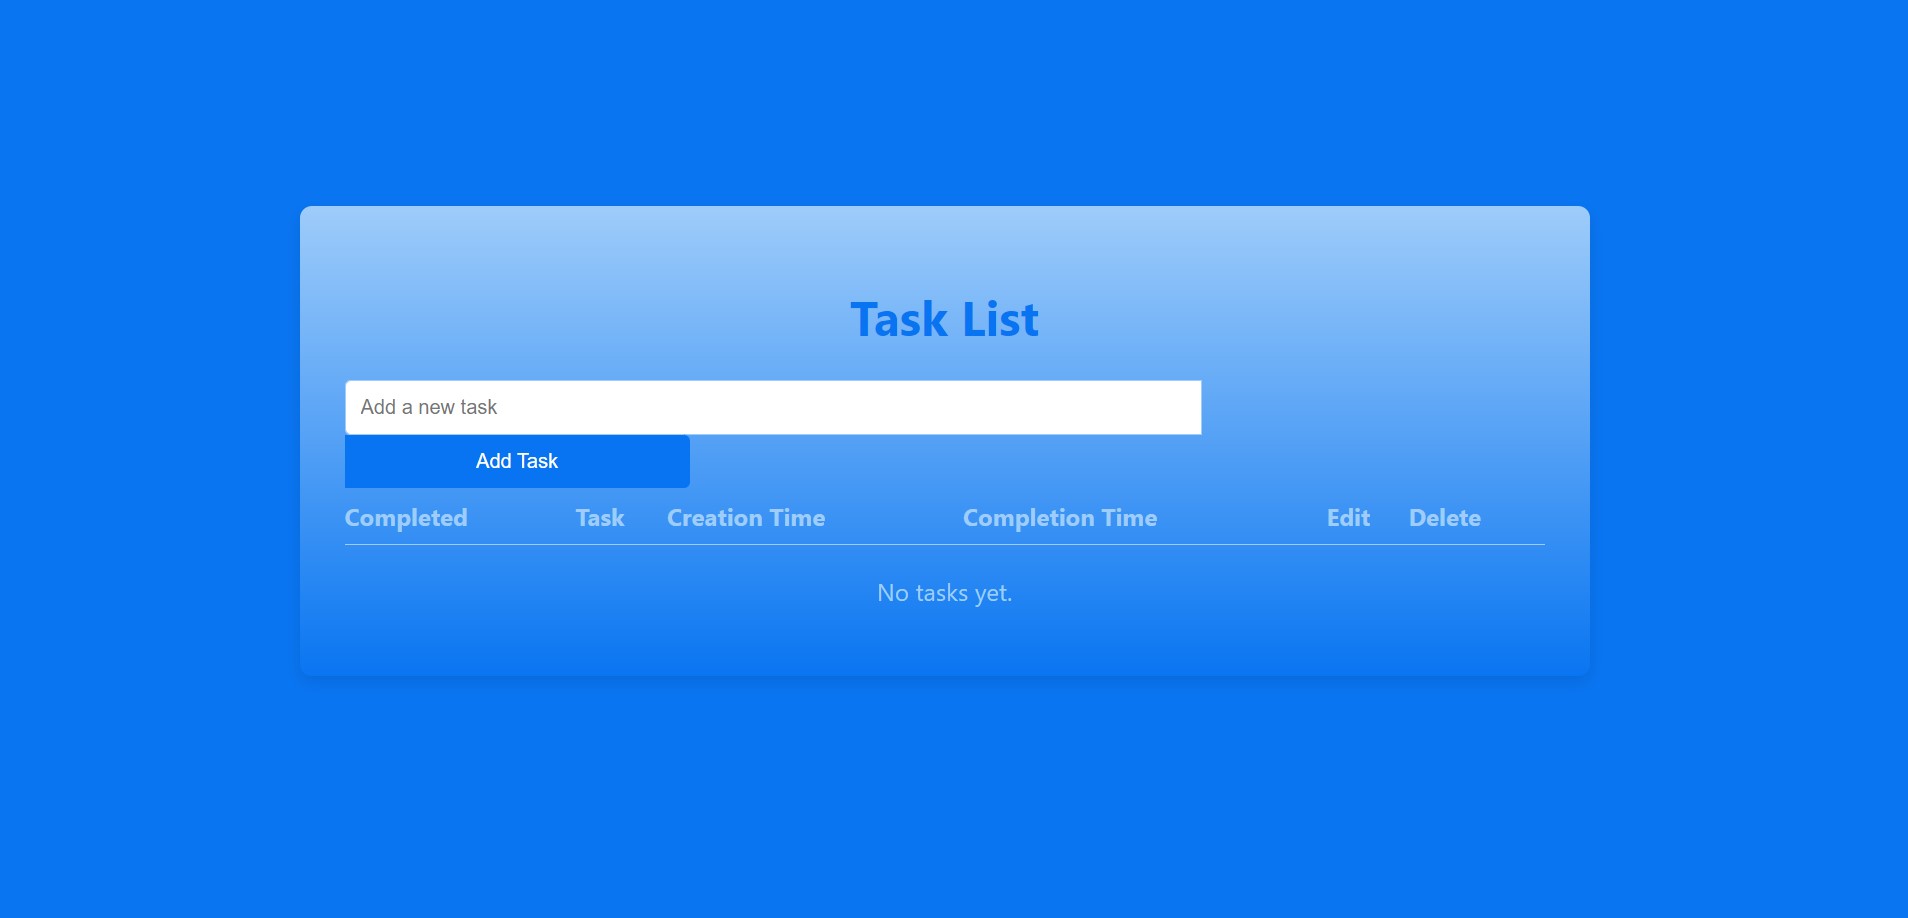 Task List
Add a new task
Add Task
Completed Task Creation Time Completion Time Edit Delete
No tasks yet.